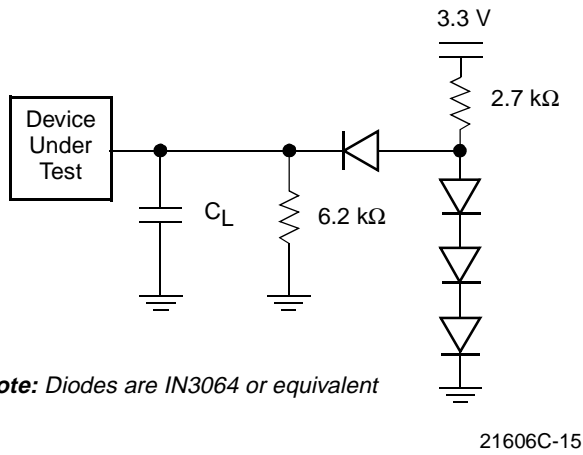 3.3 V
2.7 kΩ
Device
Under
Test
CL
6.2 kΩ
ote: Diodes are IN3064 or equivalent
21606C-15